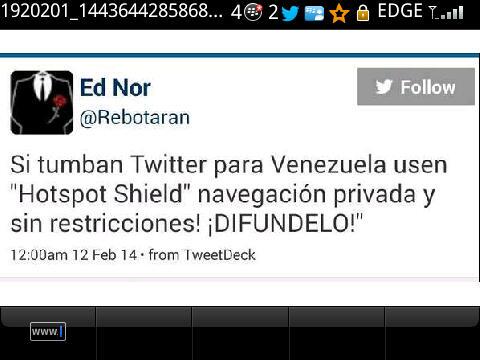 1920201_1443644285868... 4 2 EDGE
Ed Nor
@Rebotaran
Follow
Si tumban Twitter para Venezuela usen
"Hotspot Shield" navegación privada y
sin restricciones! ¡DIFUNDELO!"
12:00am 12 Feb 14 · from TweetDeck
www.